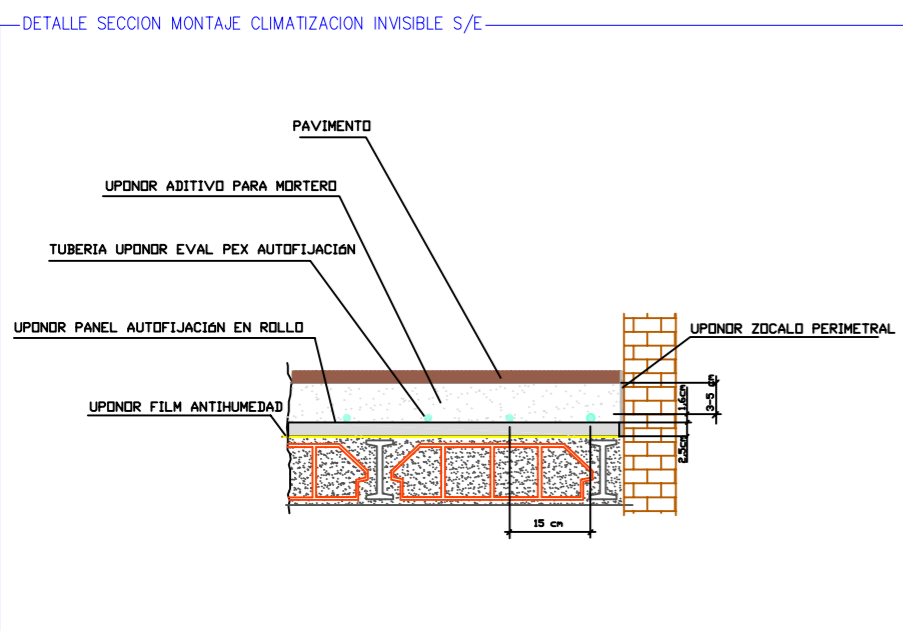 DETALLE SECCION MONTAJE CLIMATIZACION INVISIBLE S/E
PAVIMENTO
UPONOR ADITIVO PARA MORTERO
TUBERIA UPONOR EVAL PEX AUTOFIJACIóN
UPONOR PANEL AUTOFIJACIóN EN ROLLO
UPONOR ZOCALO PERIMETRAL
UPONOR FILM ANTIHUMEDAD
1,6cm
3-5 cm
2.5cm
15 cm